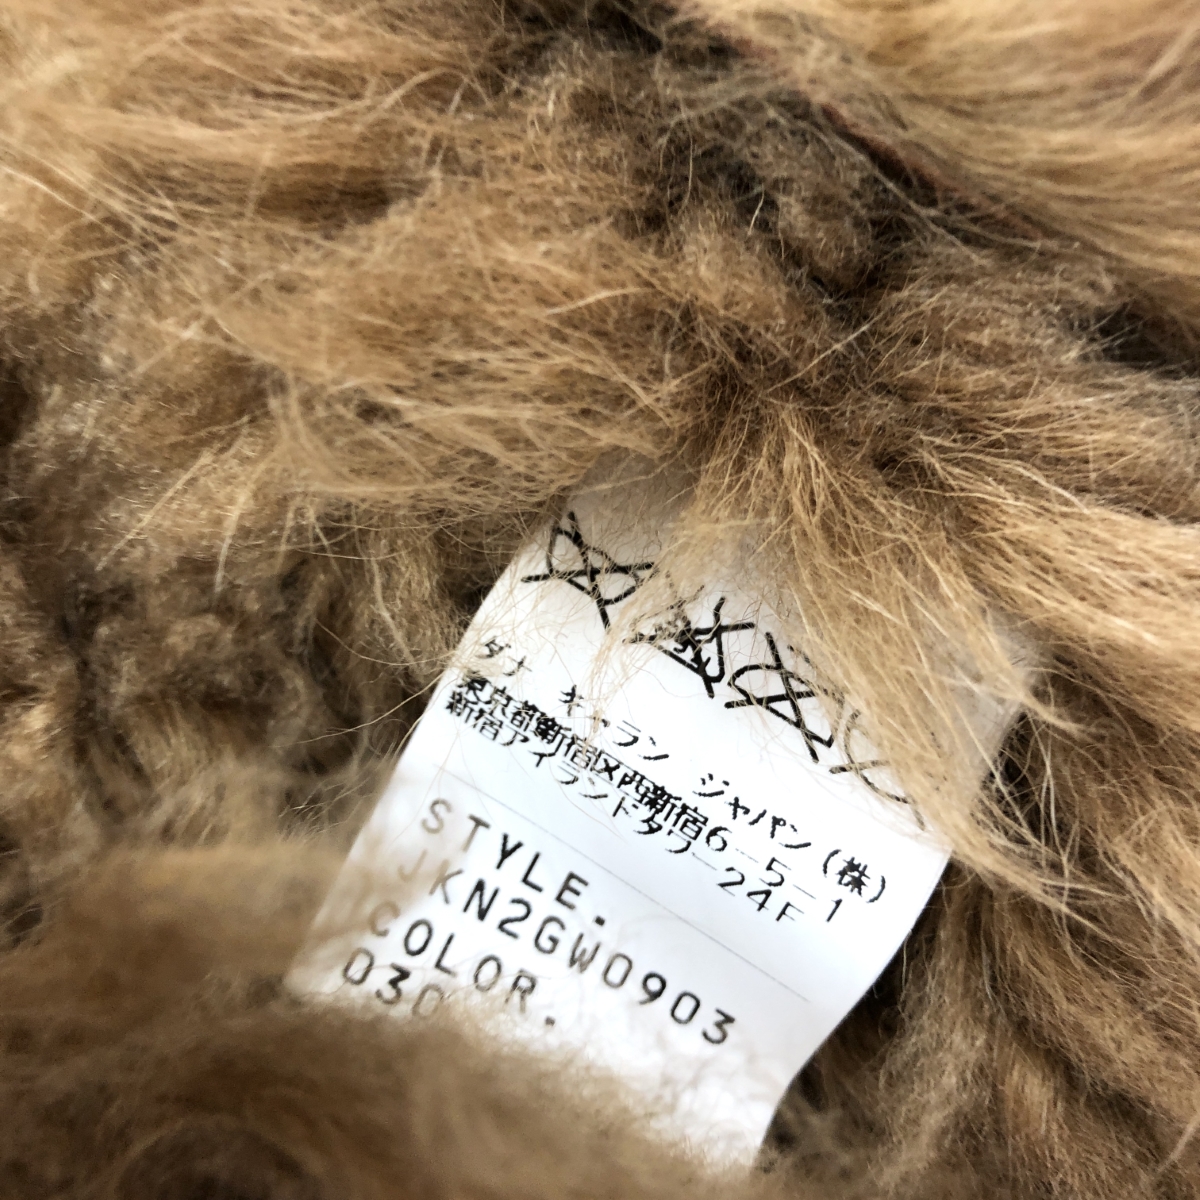 ダナ キャラン ジャパン (株)
東京都新宿区西新宿6-5-1
新宿アイランドタワー24F
STYLE.
JKN2GW0903
COLOR.
030